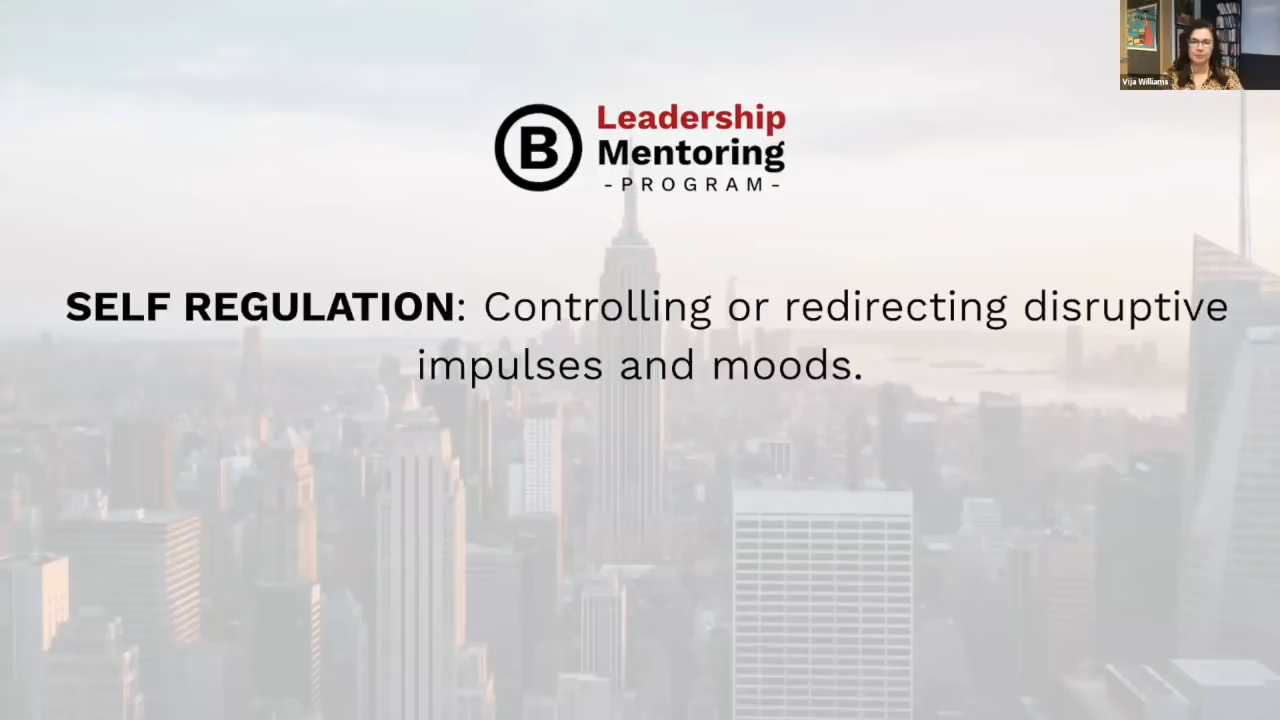 Vija Williams
B
Leadership
Mentoring
-PROGRAM-
SELF REGULATION: Controlling or redirecting disruptive
impulses and moods.